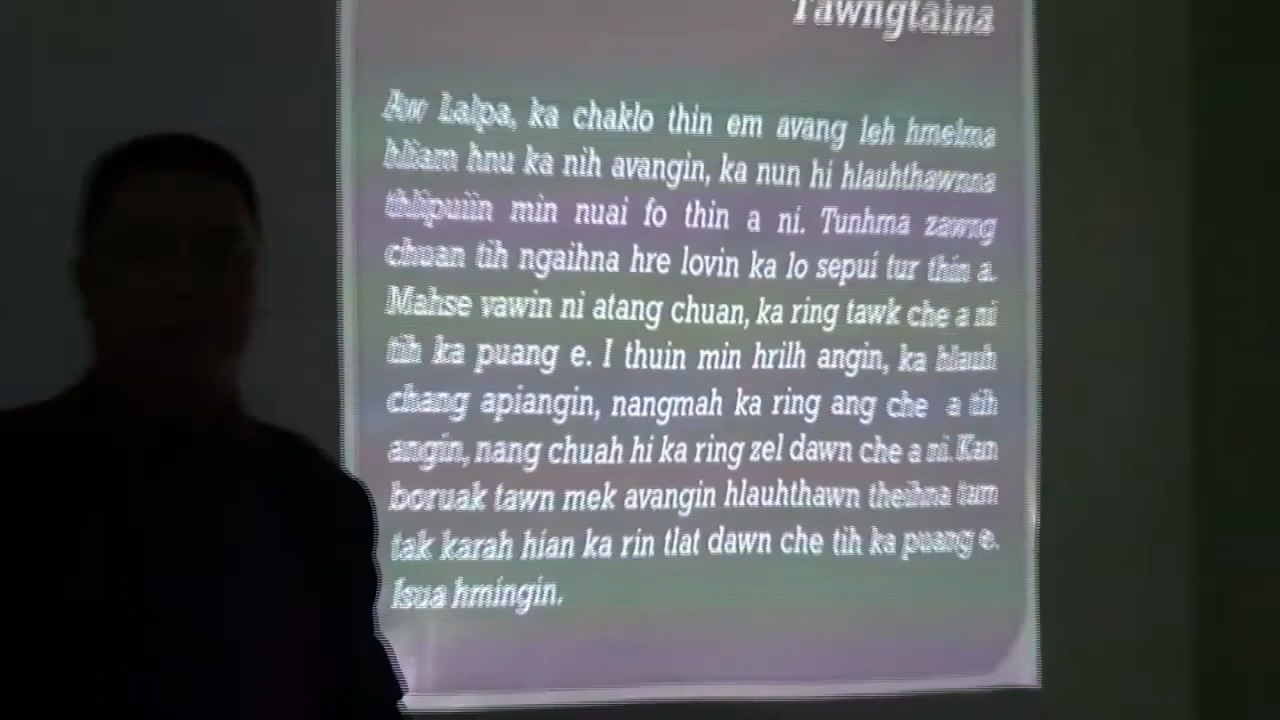 Tawngtaina
Aw Lalpa, ka chaklo thin em avang leh hmelma
hliam hnu ka nih avangin, ka nun hi hlauhthawnna
thlipuiin min nuai fo thin a ni. Tunhma zawng
chuan tih ngaihna hre lovin ka lo sepui tur thin a.
Mahse vawin ni atang chuan, ka ring tawk che a ni
tih ka puang e. I thuin min hrilh angin, ka hlauh
chang apiangin, nangmah ka ring ang che a tih
angin, nang chuah hi ka ring zel dawn che a ni. Kan
boruak tawn mek avangin hlauhthawn theihna tam
tak karah hian ka rin tlat dawn che tih ka puang e.
Isua hmingin.